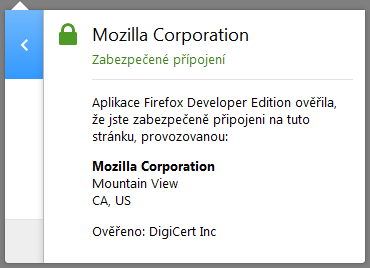 Mozilla Corporation
Zabezpečené připojení
Aplikace Firefox Developer Edition ověřila,
že jste zabezpečeně připojeni na tuto
stránku, provozovanou:
Mozilla Corporation
Mountain View
CA, US
Ověřeno: DigiCert Inc